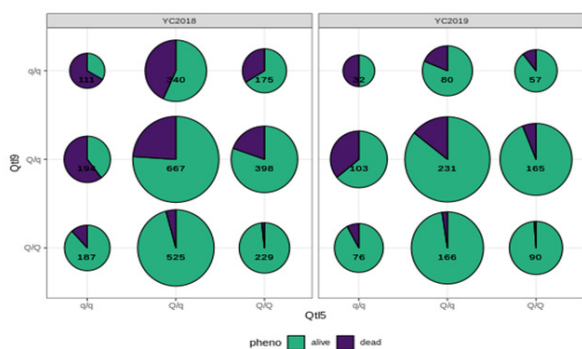 YC2018 YC2019
q/q 111 340 175 32 80 57
Qtl9 Q/q 194 667 398 103 231 165
Q/Q 187 525 229 76 166 90
q/q Q/q Q/Q q/q Q/q Q/Q
Qtl5
pheno alive dead